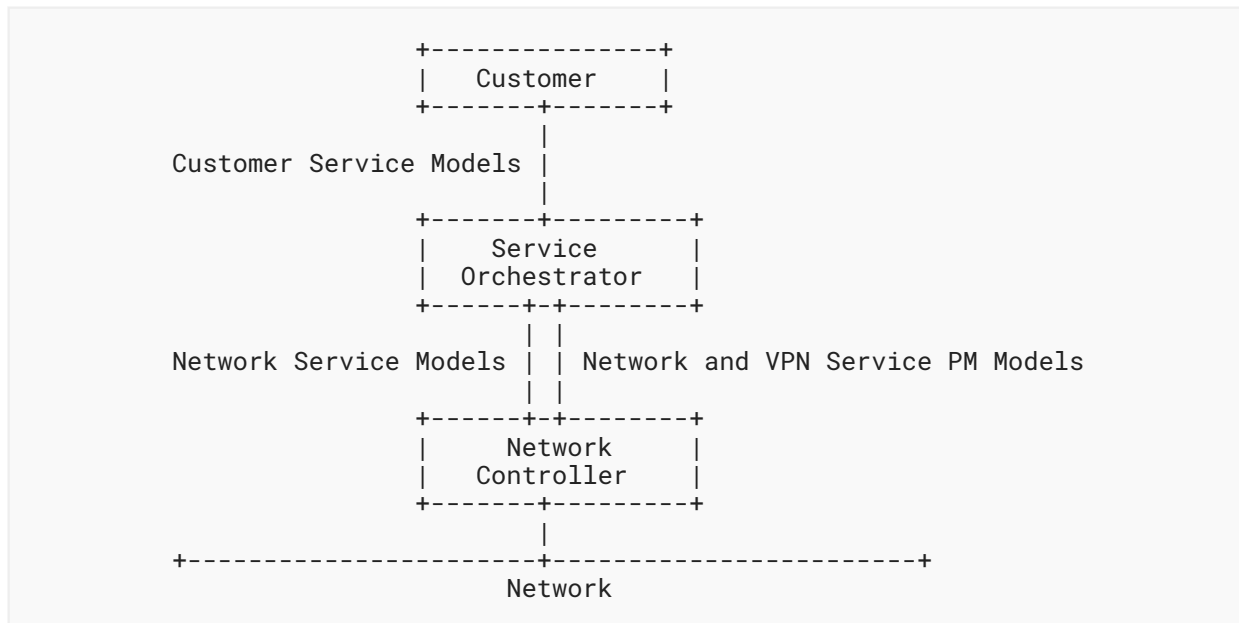 +---------------+
|   Customer    |
+-------+-------+
|
Customer Service Models |
|
+-------+---------+
|    Service      |
|  Orchestrator   |
+------+-+--------+
| |
Network Service Models | | Network and VPN Service PM Models
| |
+------+-+--------+
|     Network     |
|   Controller    |
+-------+---------+
|
+-----------------------+------------------------+
Network